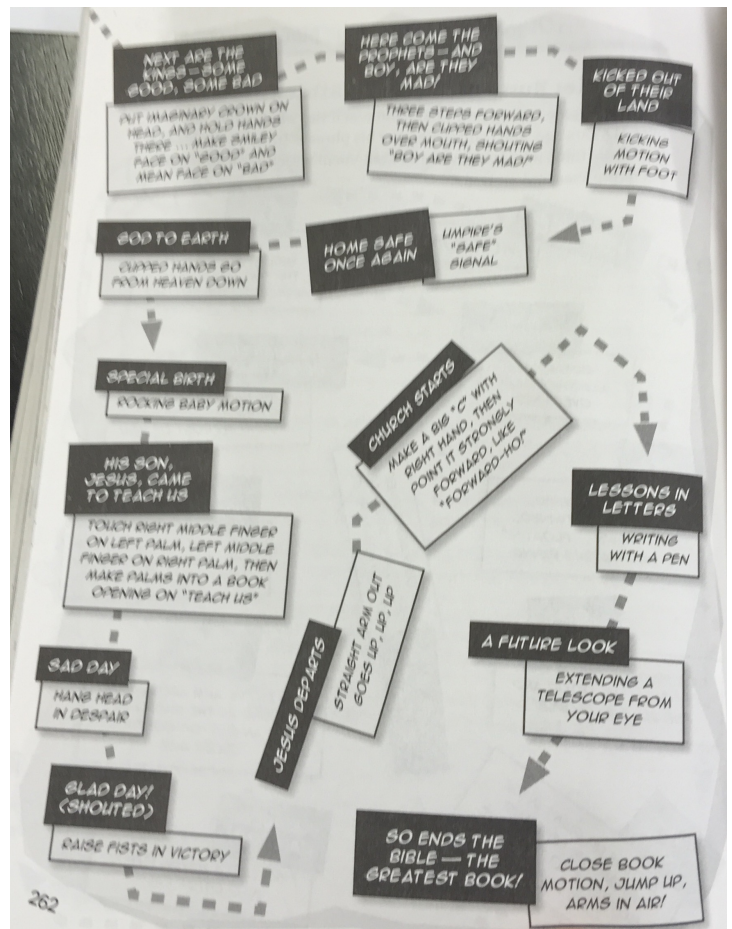 NEXT ARE THE
KINGS — SOME
GOOD, SOME BAD
PUT IMAGINARY CROWN ON
HEAD, AND HOLD HANDS
THERE ... MAKE SMILEY
FACE ON "GOOD" AND
MEAN FACE ON "BAD"
HERE COME THE
PROPHETS — AND
BOY, ARE THEY
MAD!
THREE STEPS FORWARD,
THEN CUPPED HANDS
OVER MOUTH, SHOUTING
"BOY ARE THEY MAD!"
KICKED OUT
OF THEIR
LAND
KICKING
MOTION
WITH FOOT
HOME SAFE
ONCE AGAIN
UMPIRE'S
"SAFE"
SIGNAL
GOD TO EARTH
CUPPED HANDS GO
FROM HEAVEN DOWN
SPECIAL BIRTH
ROCKING BABY MOTION
HIS SON,
JESUS, CAME
TO TEACH US
TOUCH RIGHT MIDDLE FINGER
ON LEFT PALM, LEFT MIDDLE
FINGER ON RIGHT PALM, THEN
MAKE PALMS INTO A BOOK
OPENING ON "TEACH US"
SAD DAY
HANG HEAD
IN DESPAIR
GLAD DAY!
(SHOUTED)
RAISE FISTS IN VICTORY
JESUS DEPARTS
STRAIGHT ARM OUT
GOES UP, UP, UP
CHURCH STARTS
MAKE A BIG "C" WITH
RIGHT HAND, THEN
POINT IT STRONGLY
FORWARD, LIKE
"FORWARD-HO!"
LESSONS IN
LETTERS
WRITING
WITH A PEN
A FUTURE LOOK
EXTENDING A
TELESCOPE FROM
YOUR EYE
SO ENDS THE
BIBLE — THE
GREATEST BOOK!
CLOSE BOOK
MOTION, JUMP UP,
ARMS IN AIR!
262